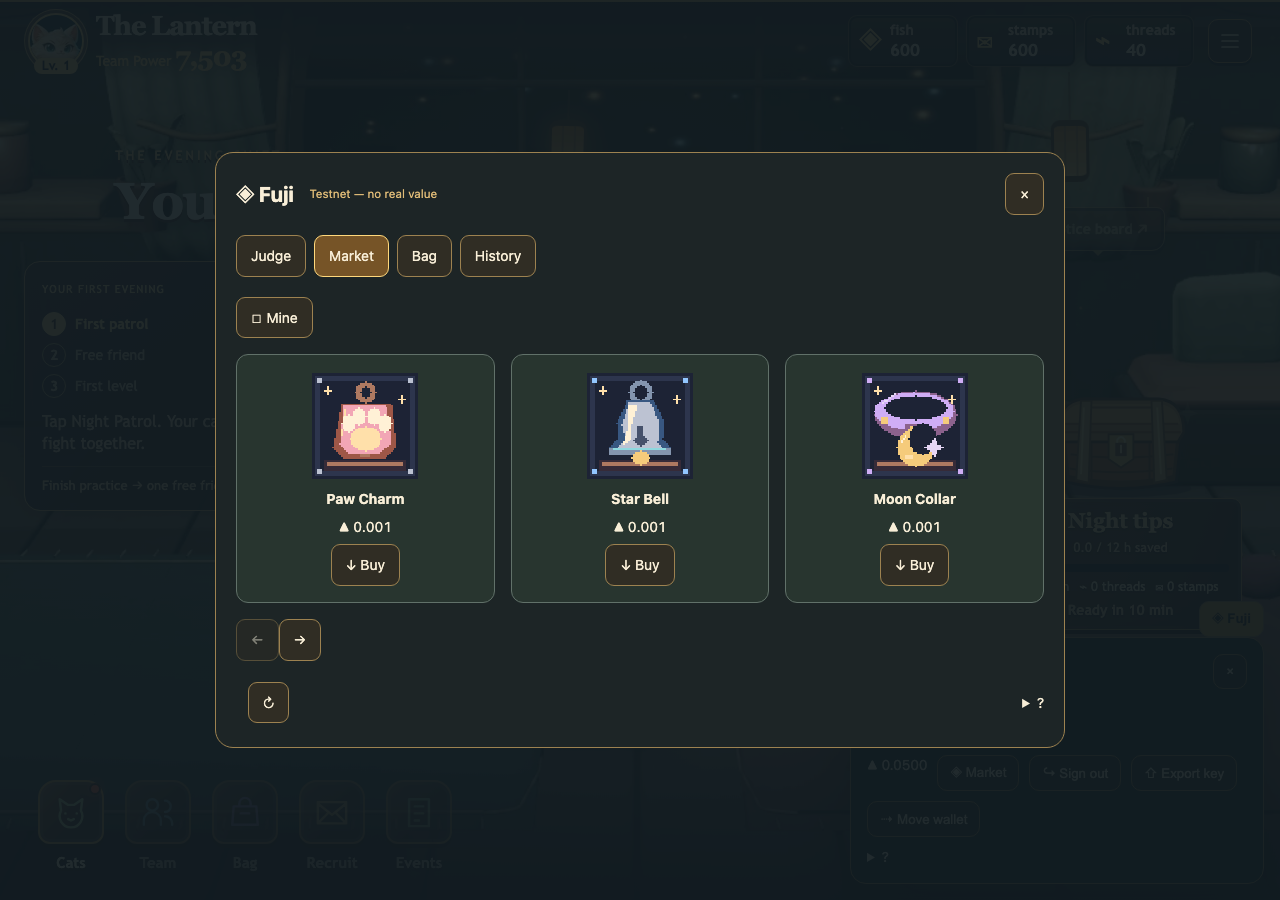 The Lantern
Lv. 1
Team Power 7,503
fish
600
stamps
600
threads
40
THE EVENING
You
tice board ↗
YOUR FIRST EVENING
1 First patrol
2 Free friend
3 First level
Tap Night Patrol. Your ca
fight together.
Finish practice → one free fri
◈ Fuji
Testnet — no real value
×
Judge
Market
Bag
History
□ Mine
Paw Charm
▲ 0.001
↓ Buy
Star Bell
▲ 0.001
↓ Buy
Moon Collar
▲ 0.001
↓ Buy
←
→
↻
▶ ?
Night tips
0.0 / 12 h saved
~ 0 threads
0 stamps
Ready in 10 min
◈ Fuji
×
▲ 0.0500
◈ Market
↪ Sign out
⇧ Export key
→ Move wallet
▶ ?
Cats
Team
Bag
Recruit
Events